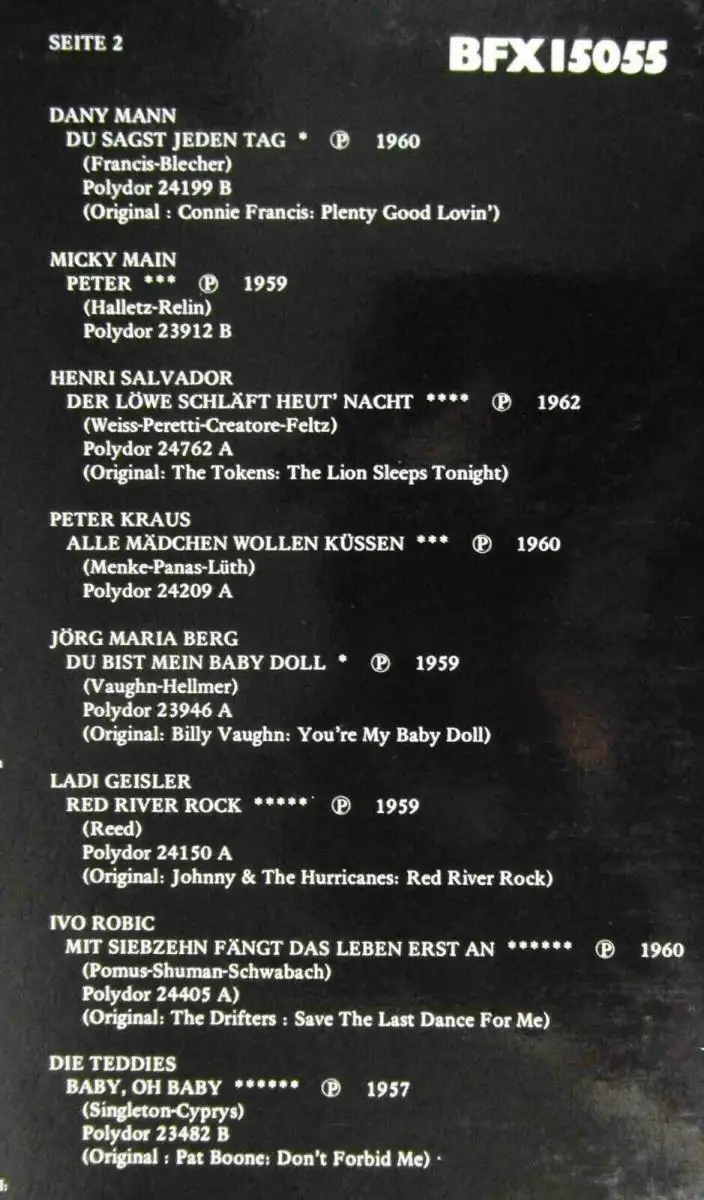 SEITE 2
BFX15055
DANY MANN
DU SAGST JEDEN TAG * Ⓟ 1960
(Francis-Blecher)
Polydor 24199 B
(Original : Connie Francis: Plenty Good Lovin')
MICKY MAIN
PETER *** Ⓟ 1959
(Halletz-Relin)
Polydor 23912 B
HENRI SALVADOR
DER LÖWE SCHLÄFT HEUT' NACHT **** Ⓟ 1962
(Weiss-Peretti-Creatore-Feltz)
Polydor 24762 A
(Original: The Tokens: The Lion Sleeps Tonight)
PETER KRAUS
ALLE MÄDCHEN WOLLEN KÜSSEN *** Ⓟ 1960
(Menke-Panas-Lüth)
Polydor 24209 A
JÖRG MARIA BERG
DU BIST MEIN BABY DOLL * Ⓟ 1959
(Vaughn-Hellmer)
Polydor 23946 A
(Original: Billy Vaughn: You're My Baby Doll)
LADI GEISLER
RED RIVER ROCK ***** Ⓟ 1959
(Reed)
Polydor 24150 A
(Original: Johnny & The Hurricanes: Red River Rock)
IVO ROBIC
MIT SIEBZEHN FÄNGT DAS LEBEN ERST AN ****** Ⓟ 1960
(Pomus-Shuman-Schwabach)
Polydor 24405 A)
(Original: The Drifters : Save The Last Dance For Me)
DIE TEDDIES
BABY, OH BABY ****** Ⓟ 1957
(Singleton-Cyprys)
Polydor 23482 B
(Original : Pat Boone: Don't Forbid Me)